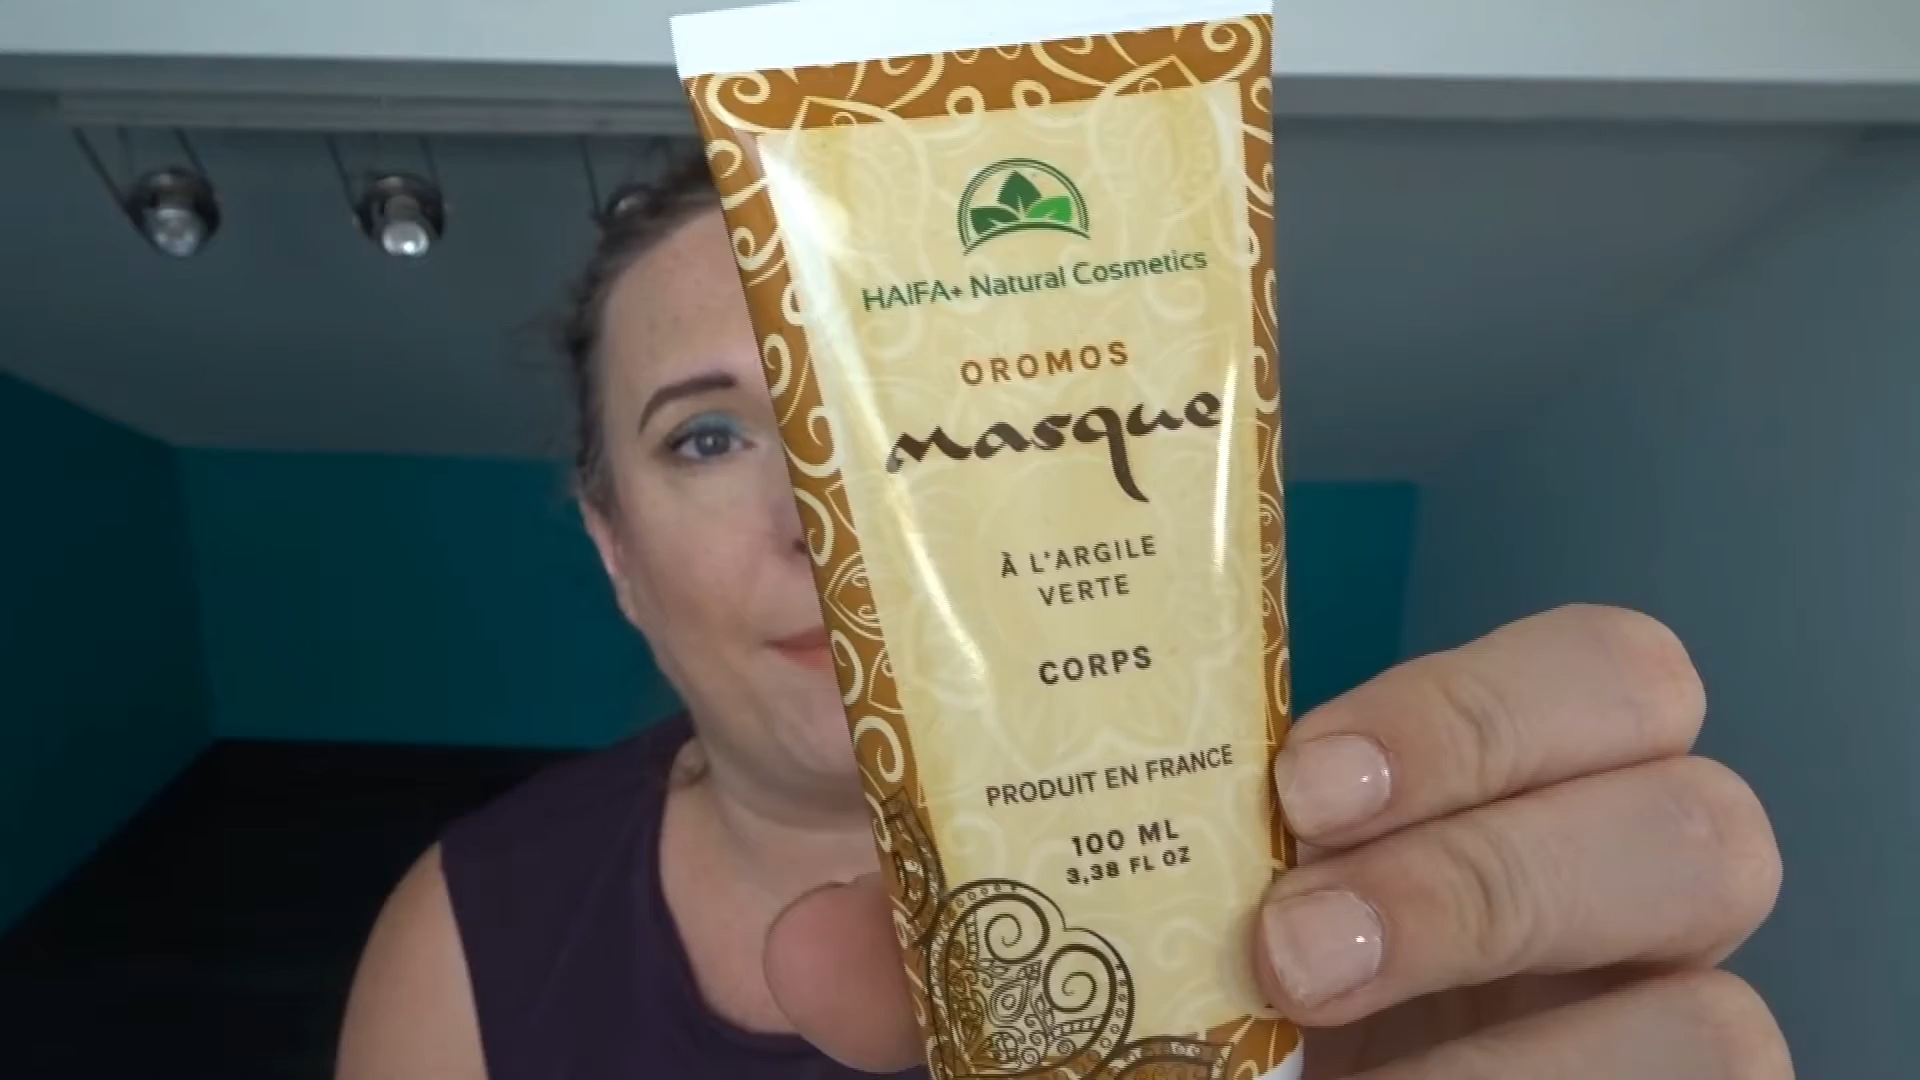 HAIFA+ Natural Cosmetics
OROMOS
masque
À L'ARGILE
VERTE
CORPS
PRODUIT EN FRANCE
100 ML
3,38 FL OZ